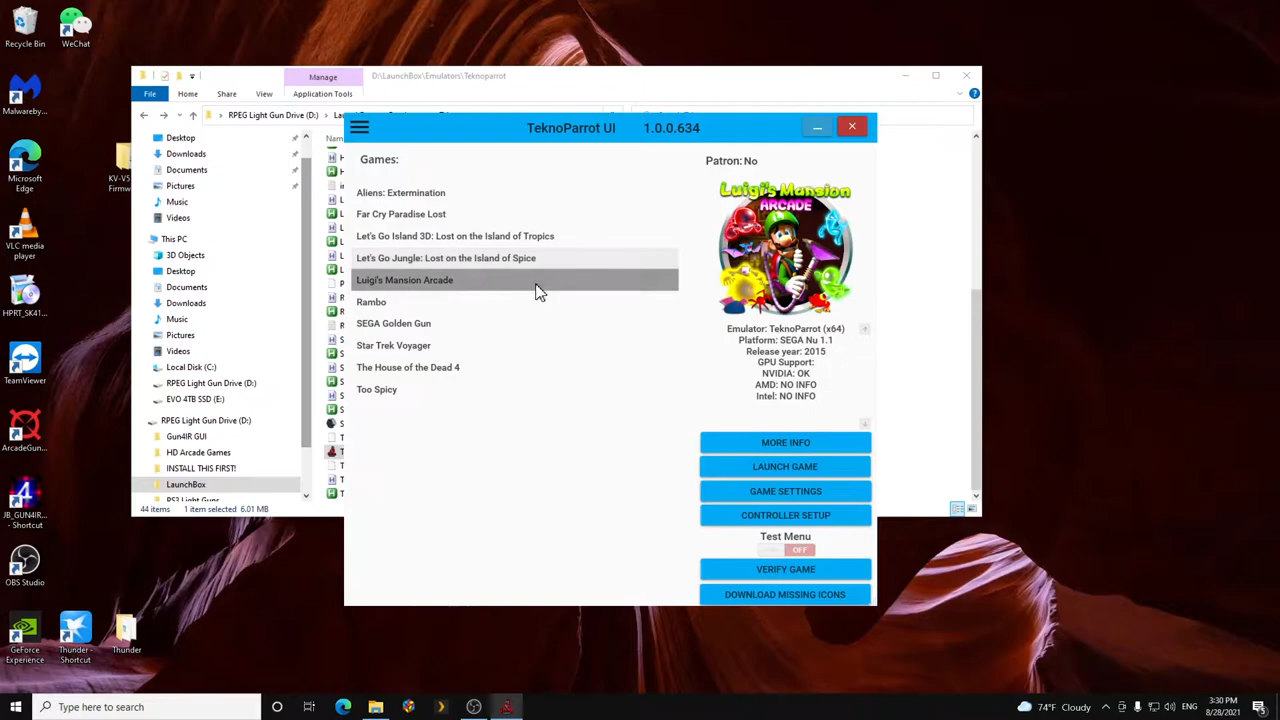 Recycle Bin
WeChat
Malwareby...
Microsoft Edge
KV-V5
Firmw
VLC media player
HPRT_SK41...
TeamViewer
ArcadeGun...
JB_GUN4IR... - Shortcut
OBS Studio
GeForce Experience
Thunder - Shortcut
Thunder
Manage
D:\LaunchBox\Emulators\Teknoparrot
File
Home
Share
View
Application Tools
RPEG Light Gun Drive (D:)
Desktop
Downloads
Documents
Pictures
Music
Videos
This PC
3D Objects
Desktop
Documents
Downloads
Music
Pictures
Videos
Local Disk (C:)
RPEG Light Gun Drive (D:)
EVO 4TB SSD (E:)
RPEG Light Gun Drive (D:)
Gun4IR GUI
HD Arcade Games
INSTALL THIS FIRST!
LaunchBox
PS3 Light Guns
44 items
1 item selected 6.01 MB
TeknoParrot UI 1.0.0.634
Games:
Aliens: Extermination
Far Cry Paradise Lost
Let's Go Island 3D: Lost on the Island of Tropics
Let's Go Jungle: Lost on the Island of Spice
Luigi's Mansion Arcade
Rambo
SEGA Golden Gun
Star Trek Voyager
The House of the Dead 4
Too Spicy
Patron: No
Luigi's Mansion
ARCADE
Emulator: TeknoParrot (x64)
Platform: SEGA Nu 1.1
Release year: 2015
GPU Support:
NVIDIA: OK
AMD: NO INFO
Intel: NO INFO
MORE INFO
LAUNCH GAME
GAME SETTINGS
CONTROLLER SETUP
Test Menu
OFF
VERIFY GAME
DOWNLOAD MISSING ICONS
Type here to search
74°F Cloudy
ENG
3:30 PM
8/28/2021